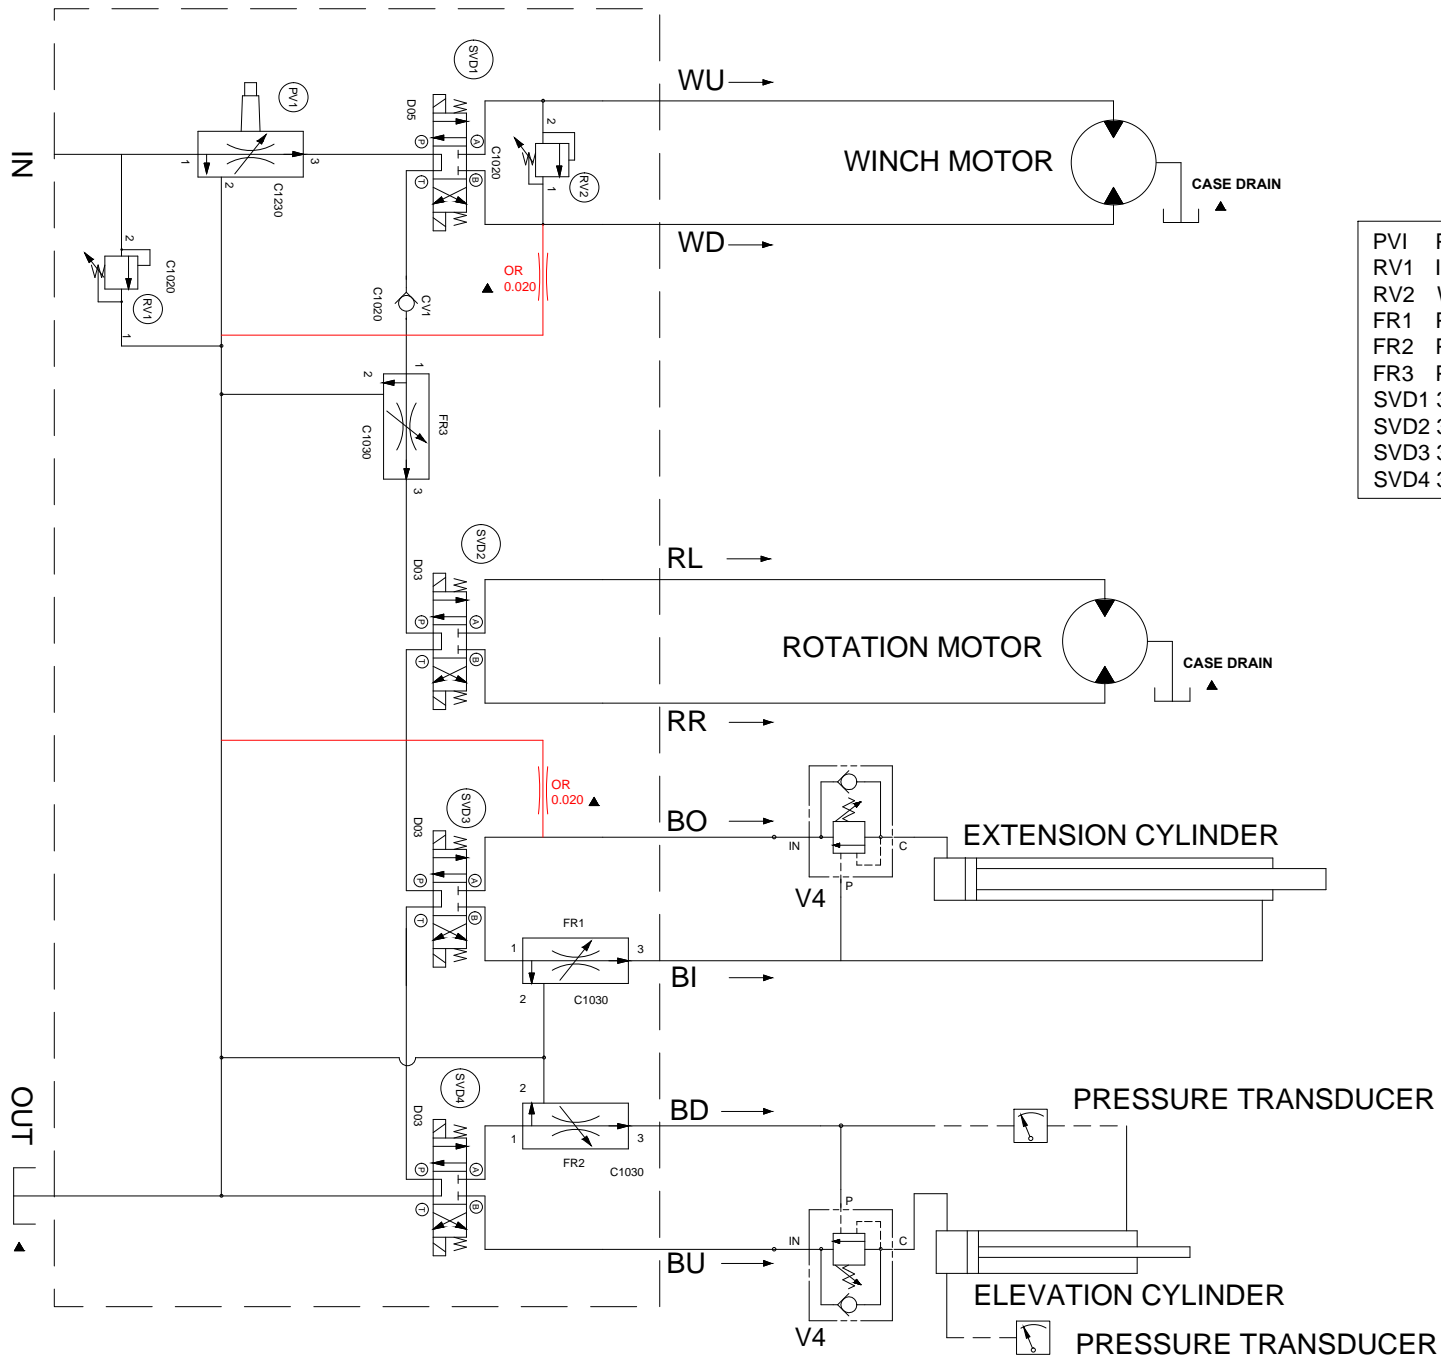 SVD1
WU
PV1
D05
P
A
T
B
C1020
2
1
RV2
WINCH MOTOR
CASE DRAIN
IN
1
3
2
C1230
WD
OR
0.020
2
C1020
RV1
1
CV1
C1020
PVI
RV1
RV2
FR1
FR2
FR3
SVD1 3
SVD2 3
SVD3 3
SVD4 3
1
2
FR3
C1030
3
SVD2
D03
P
A
T
B
RL
ROTATION MOTOR
CASE DRAIN
RR
OR
0.020
SVD3
D03
P
A
T
B
BO
IN
C
P
V4
EXTENSION CYLINDER
FR1
1
3
2
C1030
BI
OUT
SVD4
D03
P
A
T
B
2
1
3
FR2
C1030
BD
PRESSURE TRANSDUCER
P
IN
C
BU
V4
ELEVATION CYLINDER
PRESSURE TRANSDUCER